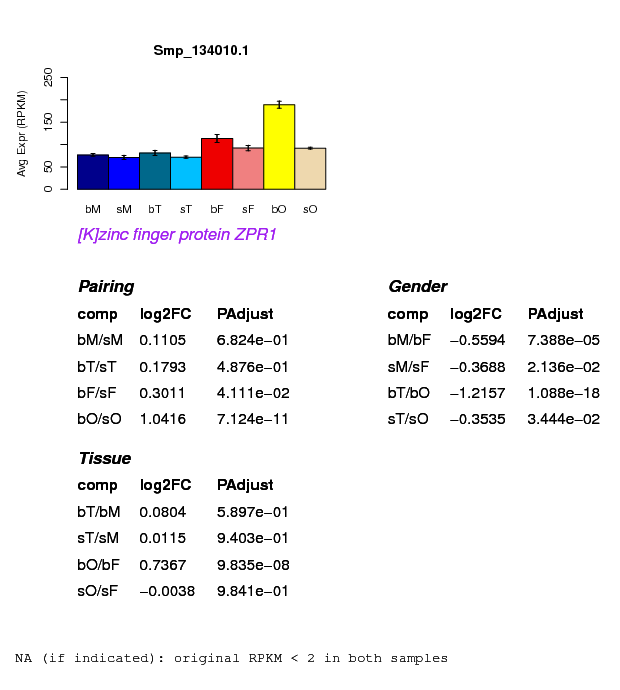 Smp_134010.1
Avg Expr (RPKM)
250
150
50
0
bM sM bT sT bF sF bO sO
[K]zinc finger protein ZPR1
Pairing
comp log2FC PAdjust
bM/sM 0.1105 6.824e−01
bT/sT 0.1793 4.876e−01
bF/sF 0.3011 4.111e−02
bO/sO 1.0416 7.124e−11
Gender
comp log2FC PAdjust
bM/bF −0.5594 7.388e−05
sM/sF −0.3688 2.136e−02
bT/bO −1.2157 1.088e−18
sT/sO −0.3535 3.444e−02
Tissue
comp log2FC PAdjust
bT/bM 0.0804 5.897e−01
sT/sM 0.0115 9.403e−01
bO/bF 0.7367 9.835e−08
sO/sF −0.0038 9.841e−01
NA (if indicated): original RPKM < 2 in both samples